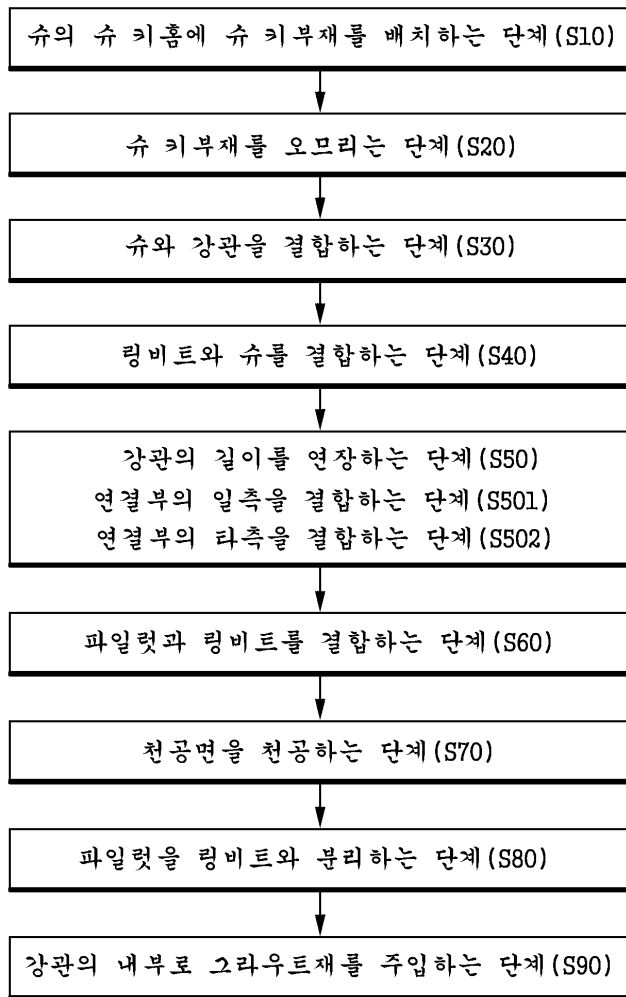 슈의 슈 키홈에 슈 키부재를 배치하는 단계(S10)
슈 키부재를 오므리는 단계(S20)
슈와 강관을 결합하는 단계(S30)
링비트와 슈를 결합하는 단계(S40)
강관의 길이를 연장하는 단계(S50)
연결부의 일측을 결합하는 단계(S501)
연결부의 타측을 결합하는 단계(S502)
파일럿과 링비트를 결합하는 단계(S60)
천공면을 천공하는 단계(S70)
파일럿을 링비트와 분리하는 단계(S80)
강관의 내부로 그라우트재를 주입하는 단계(S90)